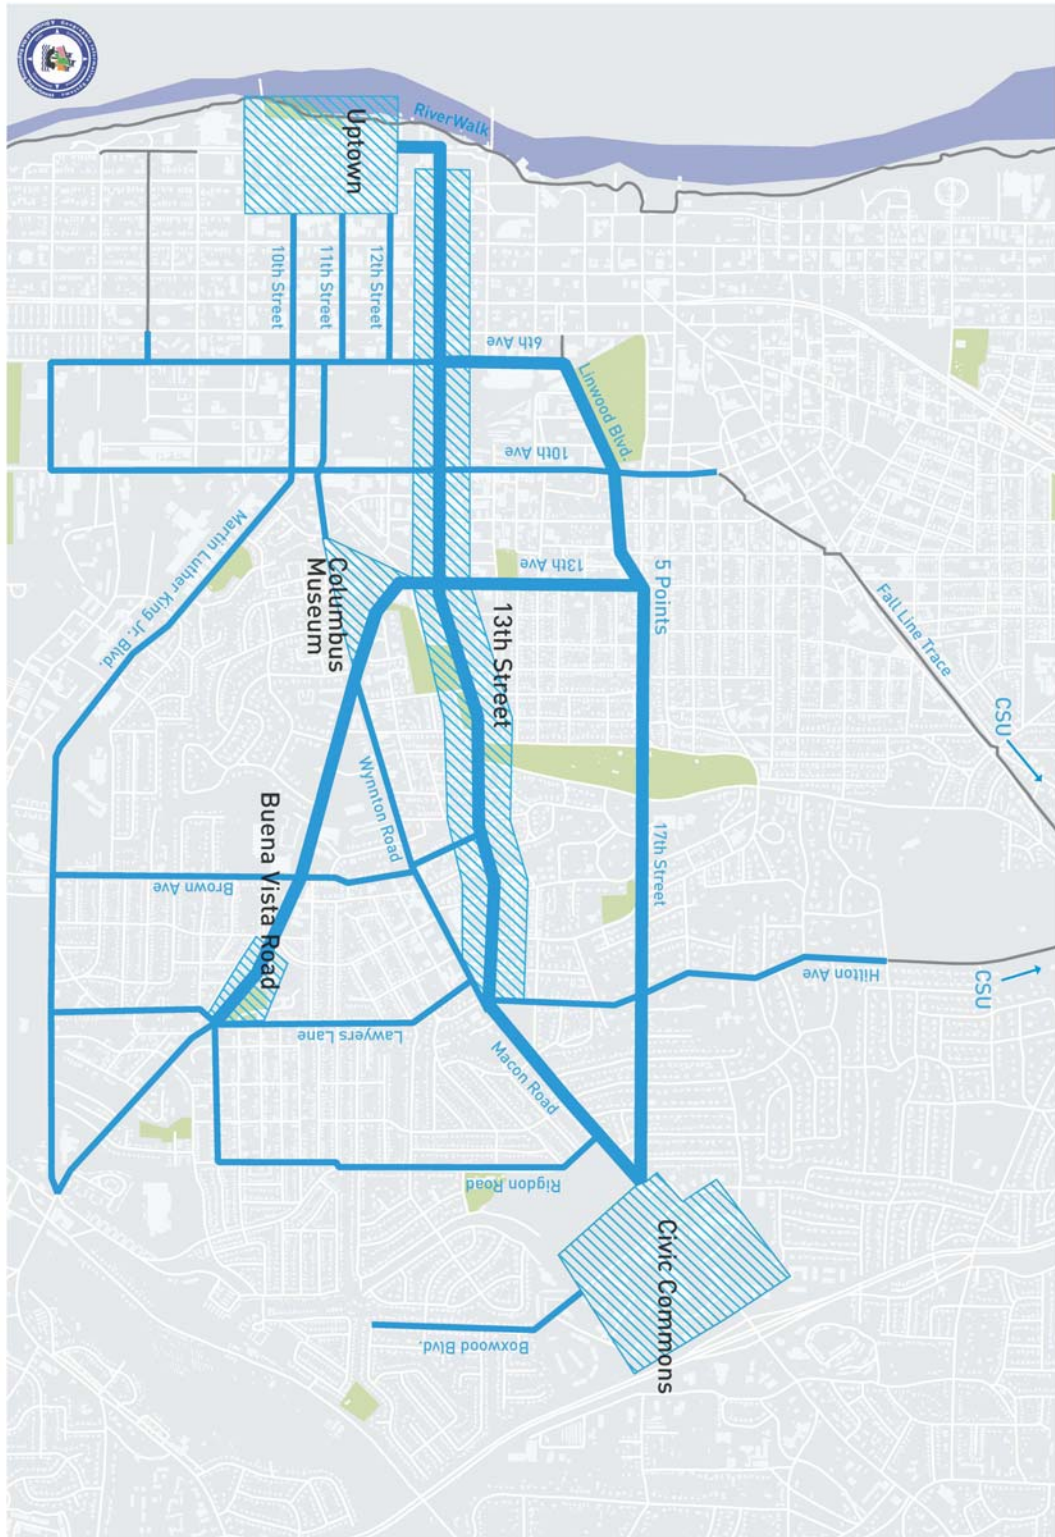 RiverWalk
Uptown
10th Street
11th Street
12th Street
6th Ave
Linwood Blvd.
10th Ave
Martin Luther King Jr. Blvd.
Columbus
Museum
13th Ave
5 Points
13th Street
Fall Line Trace
CSU
Wynnton Road
Buena Vista Road
Brown Ave
17th Street
Hilton Ave
CSU
Lawyers Lane
Macon Road
Rigdon Road
Civic Commons
Boxwood Blvd.